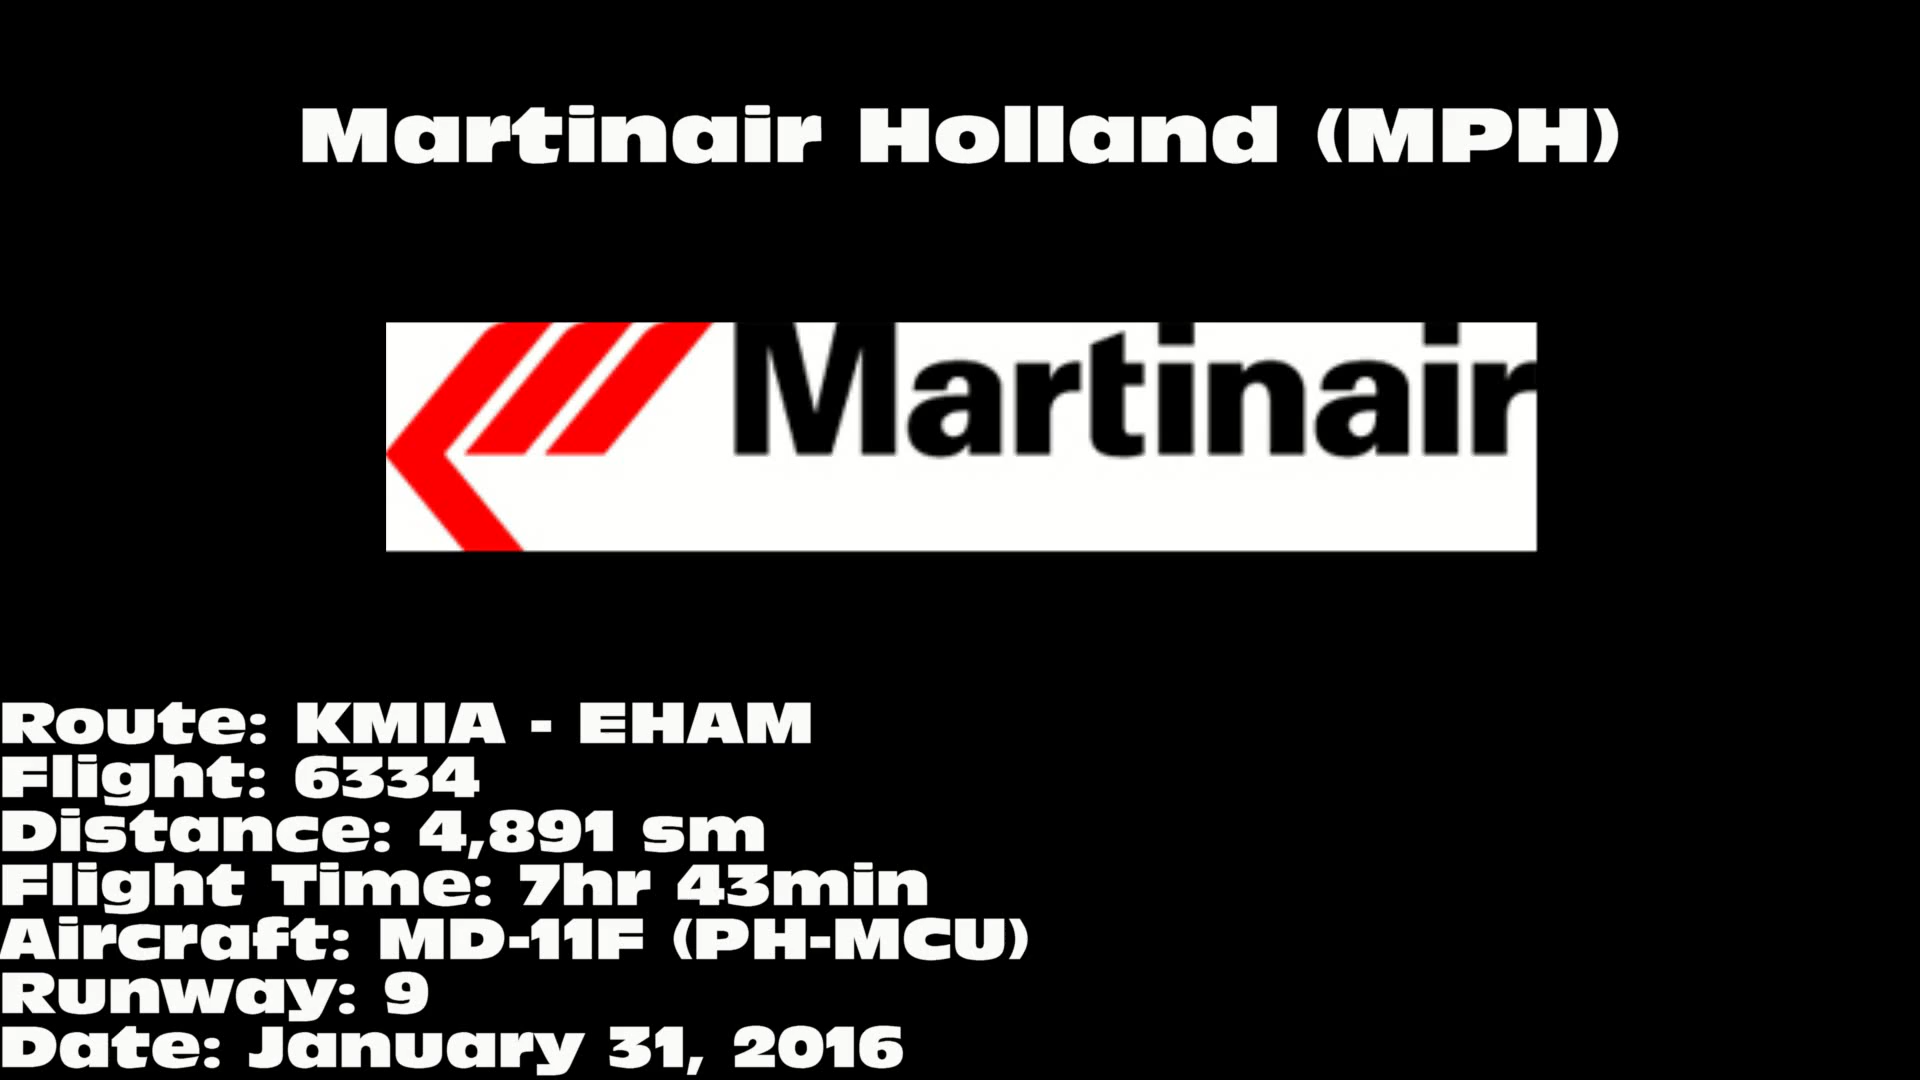 Martinair Holland (MPH)
Martinair
Route: KMIA - EHAM
Flight: 6334
Distance: 4,891 sm
Flight Time: 7hr 43min
Aircraft: MD-11F (PH-MCU)
Runway: 9
Date: January 31, 2016